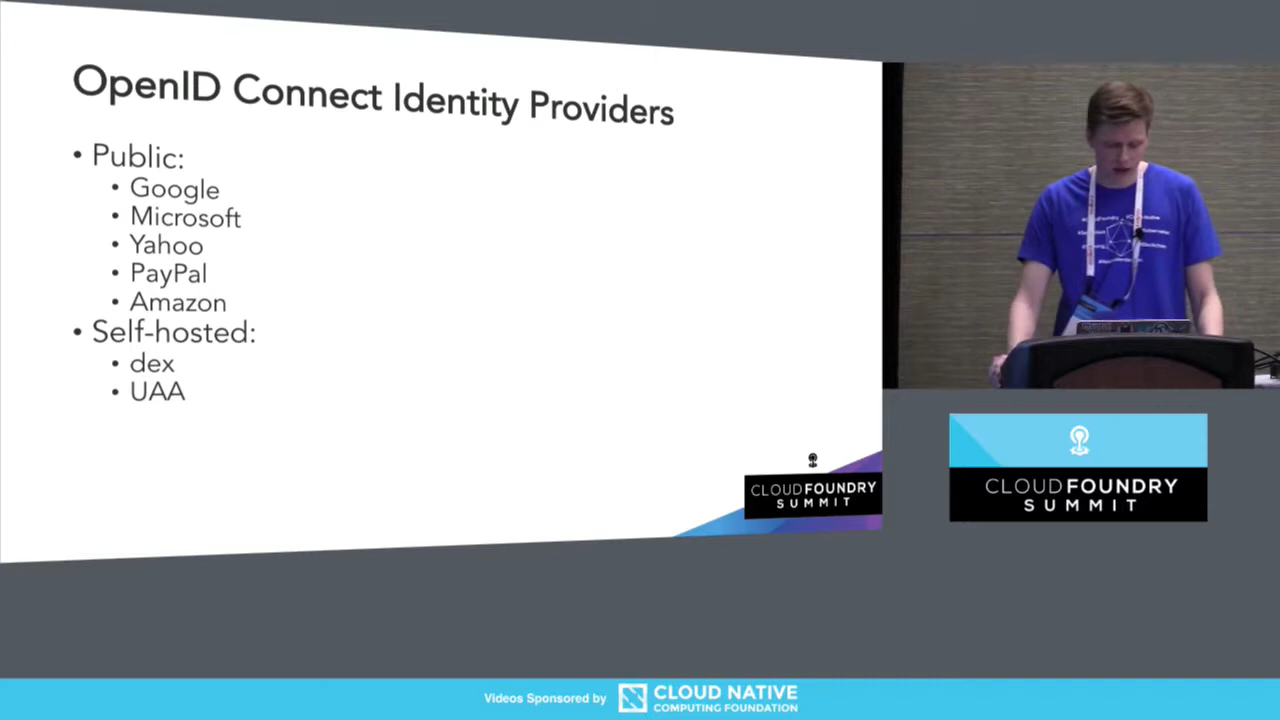 OpenID Connect Identity Providers
• Public:
• Google
• Microsoft
• Yahoo
• PayPal
• Amazon
• Self-hosted:
• dex
• UAA
CLOUDFOUNDRY
SUMMIT
CLOUDFOUNDRY
SUMMIT
Videos Sponsored by
CLOUD NATIVE
COMPUTING FOUNDATION